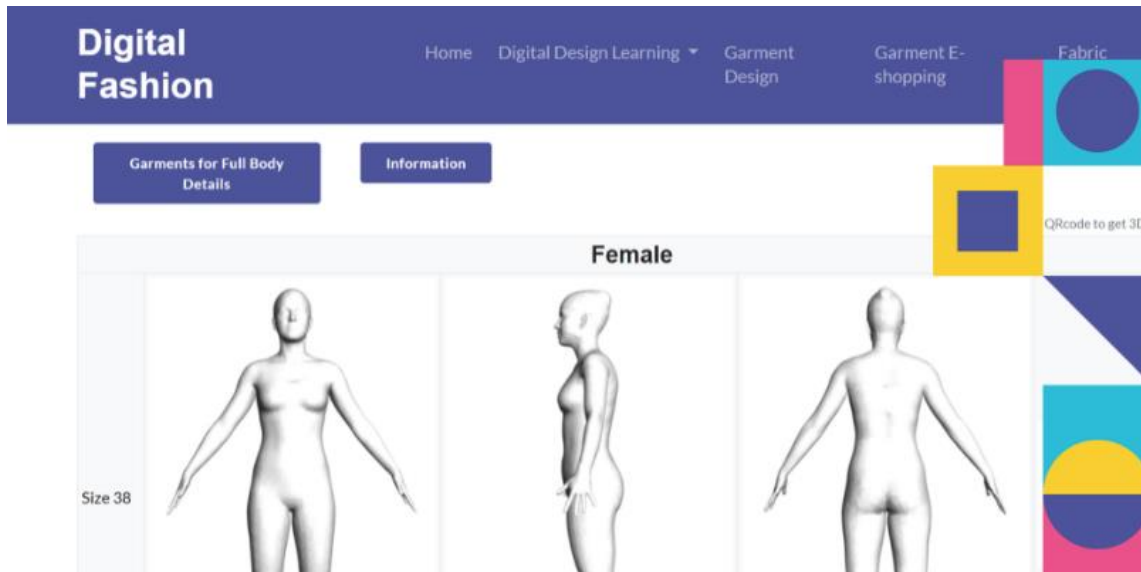 Digital
Fashion
Home
Digital Design Learning
Garment
Design
Garment E-
shopping
Fabric
Garments for Full Body
Details
Information
QRcode to get 3D
Female
Size 38